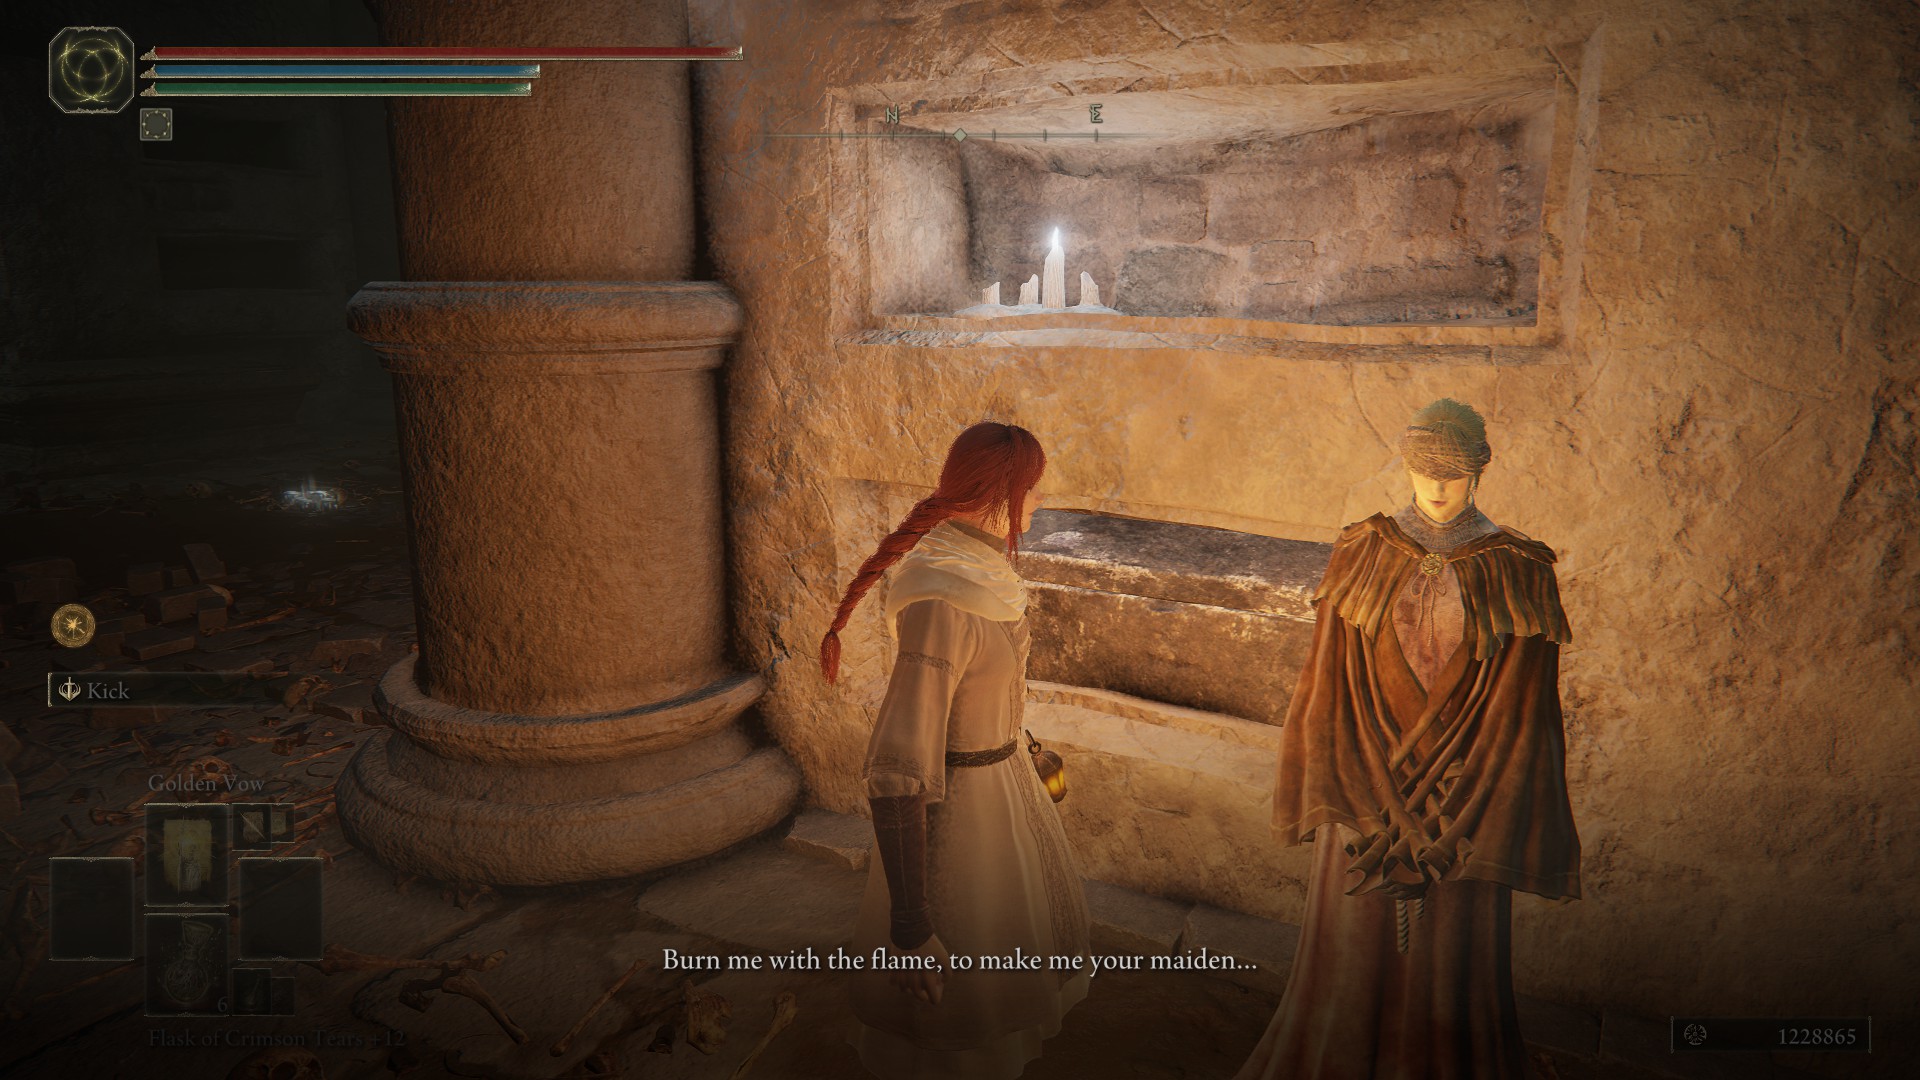 N
E
Kick
Golden Vow
6
Flask of Crimson Tears +12
Burn me with the flame, to make me your maiden...
1228865